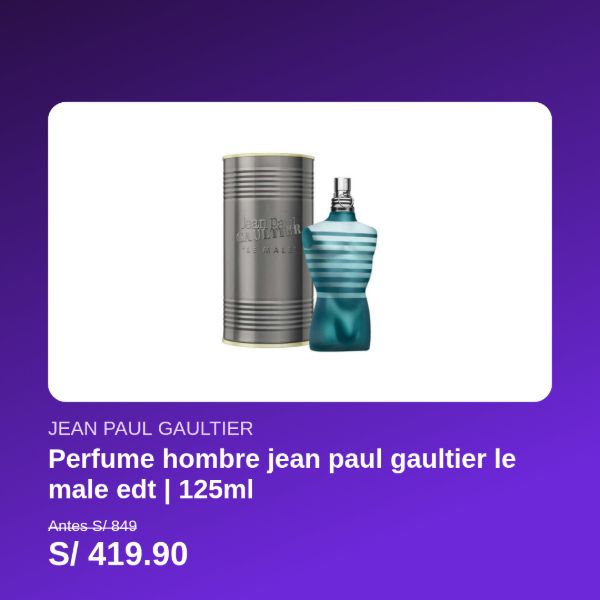 Jean Paul
GAULTIER
"LE MALE"
JEAN PAUL GAULTIER
Perfume hombre jean paul gaultier le
male edt | 125ml
Antes S/ 849
S/ 419.90